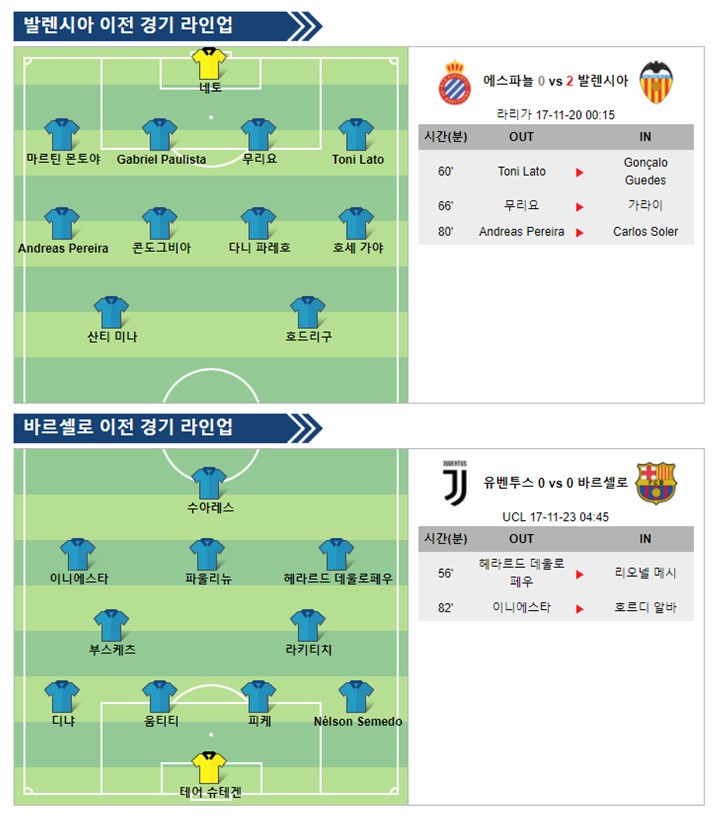 발렌시아 이전 경기 라인업
네토
마르틴 몬토야 Gabriel Paulista 무리요 Toni Lato
Andreas Pereira 콘도그비아 다니 파레호 호세 가야
산티 미나 호드리구
에스파뇰 0 vs 2 발렌시아
라리가 17-11-20 00:15
시간(분) OUT IN
60' Toni Lato Gonçalo
Guedes
66' 무리요 가라이
80' Andreas Pereira Carlos Soler
바르셀로 이전 경기 라인업
수아레스
이니에스타 파울리뉴 헤라르드 데울로페우
부스케츠 라키티치
디냐 움티티 피케 Nélson Semedo
테어 슈테겐
JUVENTUS
유벤투스 0 vs 0 바르셀로
FCB
UCL 17-11-23 04:45
시간(분) OUT IN
56' 헤라르드 데울로
페우 리오넬 메시
82' 이니에스타 호르디 알바